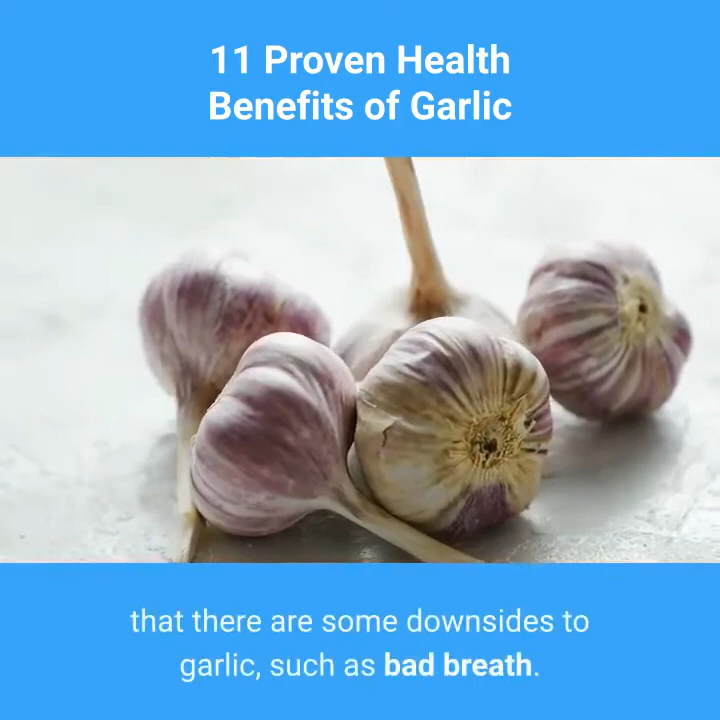 11 Proven Health
Benefits of Garlic
that there are some downsides to
garlic, such as bad breath.